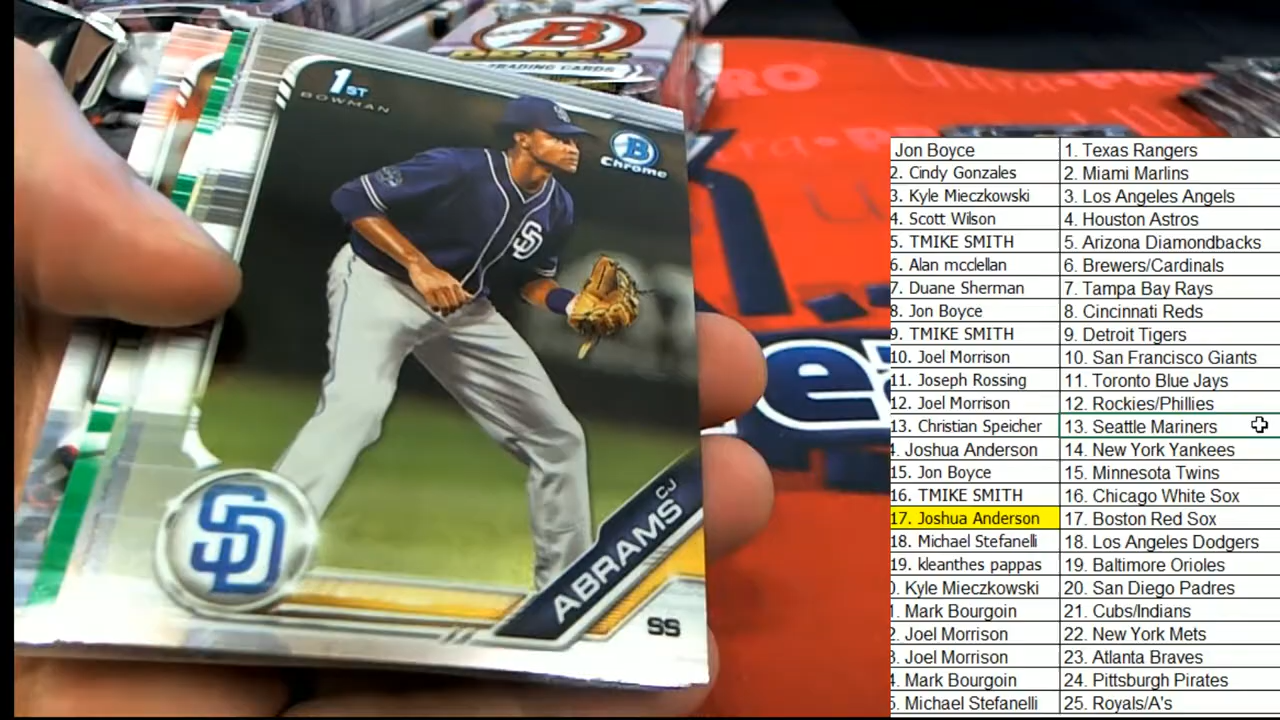 1ST
BOWMAN
B
Chrome
SD
SD
CJ
ABRAMS
SS
B
DRAFT
TRADING CARDS
PRO
Jon Boyce 1. Texas Rangers
2. Cindy Gonzales 2. Miami Marlins
3. Kyle Mieczkowski 3. Los Angeles Angels
4. Scott Wilson 4. Houston Astros
5. TMIKE SMITH 5. Arizona Diamondbacks
6. Alan mcclellan 6. Brewers/Cardinals
7. Duane Sherman 7. Tampa Bay Rays
8. Jon Boyce 8. Cincinnati Reds
9. TMIKE SMITH 9. Detroit Tigers
10. Joel Morrison 10. San Francisco Giants
11. Joseph Rossing 11. Toronto Blue Jays
12. Joel Morrison 12. Rockies/Phillies
13. Christian Speicher 13. Seattle Mariners
4. Joshua Anderson 14. New York Yankees
15. Jon Boyce 15. Minnesota Twins
16. TMIKE SMITH 16. Chicago White Sox
17. Joshua Anderson 17. Boston Red Sox
18. Michael Stefanelli 18. Los Angeles Dodgers
19. kleanthes pappas 19. Baltimore Orioles
0. Kyle Mieczkowski 20. San Diego Padres
1. Mark Bourgoin 21. Cubs/Indians
2. Joel Morrison 22. New York Mets
3. Joel Morrison 23. Atlanta Braves
4. Mark Bourgoin 24. Pittsburgh Pirates
5. Michael Stefanelli 25. Royals/A's